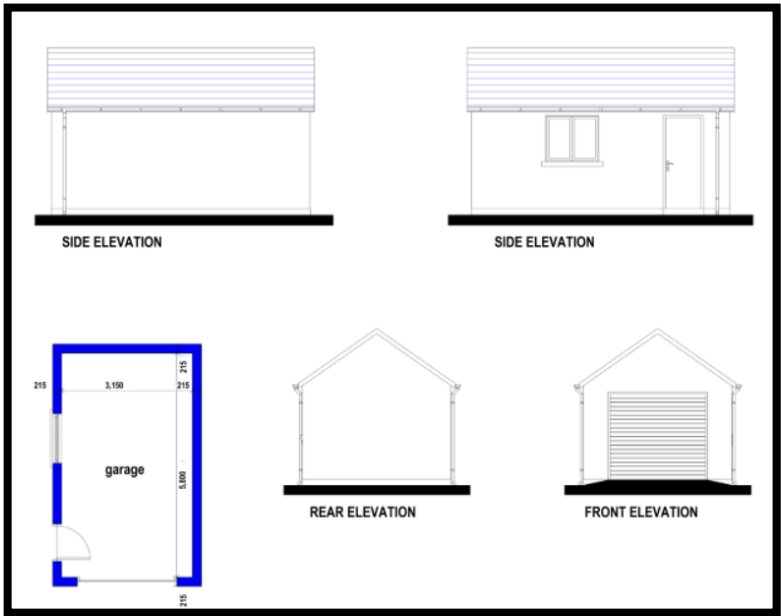 SIDE ELEVATION
SIDE ELEVATION
215
215 3,150 215
garage
5,800
215
REAR ELEVATION
FRONT ELEVATION